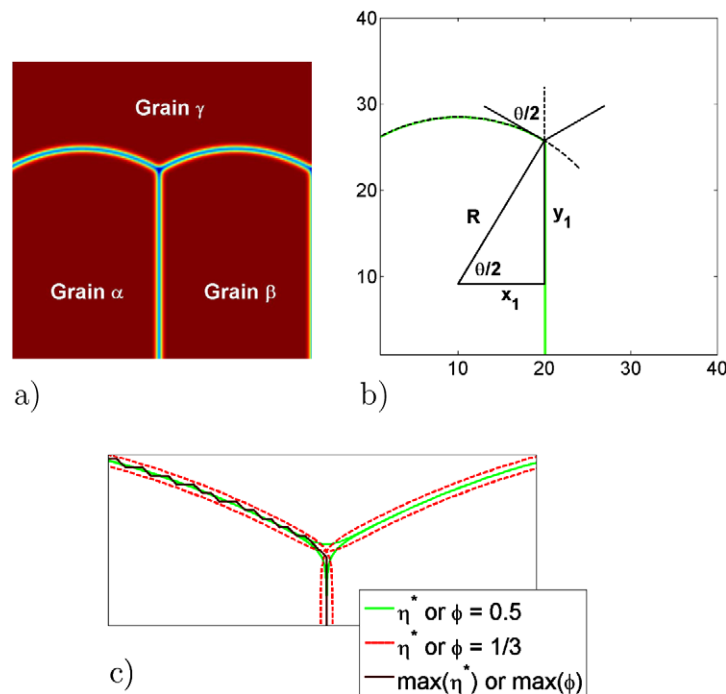 Grain γ
Grain α
Grain β
a)
40
30
20
10
10
20
30
40
θ/2
R
y₁
θ/2
x₁
b)
η* or ϕ = 0.5
η* or ϕ = 1/3
max(η*) or max(ϕ)
c)